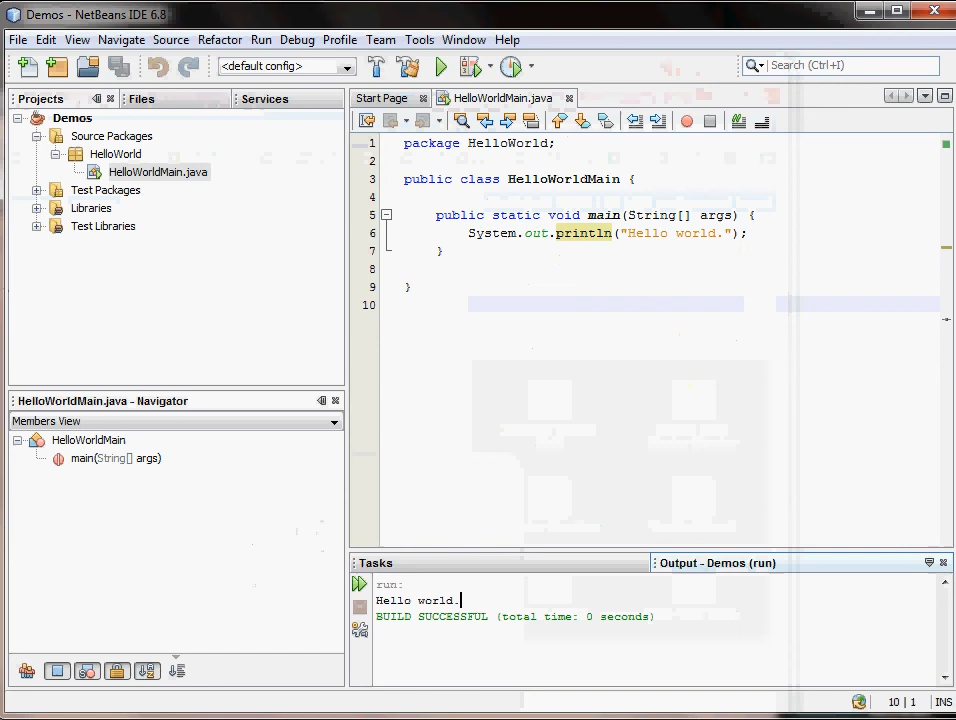 Demos - NetBeans IDE 6.8
File Edit View Navigate Source Refactor Run Debug Profile Team Tools Window Help
<default config>
Search (Ctrl+I)
Projects Files Services
Demos
Source Packages
HelloWorld
HelloWorldMain.java
Test Packages
Libraries
Test Libraries
Start Page HelloWorldMain.java
1 package HelloWorld;
2
3 public class HelloWorldMain {
4
5 public static void main(String[] args) {
6 System.out.println("Hello world.");
7 }
8
9 }
10
HelloWorldMain.java - Navigator
Members View
HelloWorldMain
main(String[] args)
Tasks
Output - Demos (run)
run:
Hello world.
BUILD SUCCESSFUL (total time: 0 seconds)
10 | 1 INS